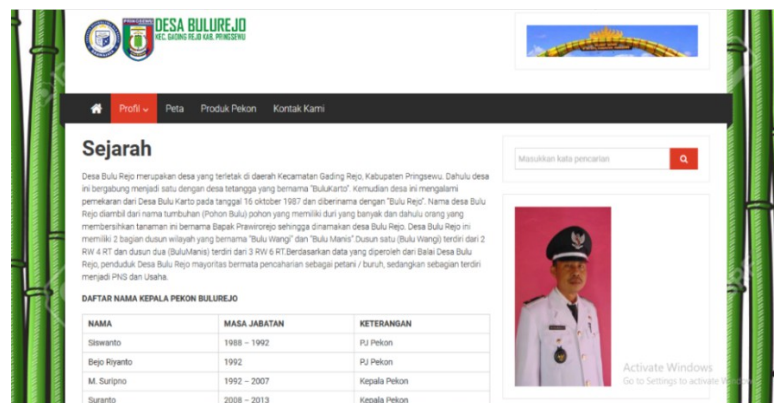 DESA BULUREJO
KEC. GADING REJO KAB. PRINGSEWU
Profil
Peta
Produk Pekon
Kontak Kami
Sejarah
Masukkan kata pencarian
Desa Bulu Rejo merupakan desa yang terletak di daerah Kecamatan Gading Rejo, Kabupaten Pringsewu. Dahulu desa
ini bergabung menjadi satu dengan desa tetangga yang bernama "BuluKarto". Kemudian desa ini mengalami
pemekaran dari Desa Bulu Karto pada tanggal 16 oktober 1987 dan diberinama dengan "Bulu Rejo". Nama desa Bulu
Rejo diambil dari nama tumbuhan (Pohon Bulu) pohon yang memiliki duri yang banyak dan dahulu orang yang
membersihkan tanaman ini bernama Bapak Prawirorejo sehingga dinamakan desa Bulu Rejo. Desa Bulu Rejo ini
memiliki 2 bagian dusun wilayah yang bernama "Bulu Wangi" dan "Bulu Manis".Dusun satu (Bulu Wangi) terdiri dari 2
RW 4 RT dan dusun dua (BuluManis) terdiri dari 3 RW 6 RT.Berdasarkan data yang diperoleh dari Balai Desa Bulu
Rejo, penduduk Desa Bulu Rejo mayoritas bermata pencaharian sebagai petani / buruh, sedangkan sebagian terdiri
menjadi PNS dan Usaha.
DAFTAR NAMA KEPALA PEKON BULUREJO
NAMA MASA JABATAN KETERANGAN
Siswanto 1988 – 1992 PJ Pekon
Bejo Riyanto 1992 PJ Pekon
M. Suripno 1992 – 2007 Kepala Pekon
Suranto 2008 – 2013 Kepala Pekon
Activate Windows
Go to Settings to activate Windows.